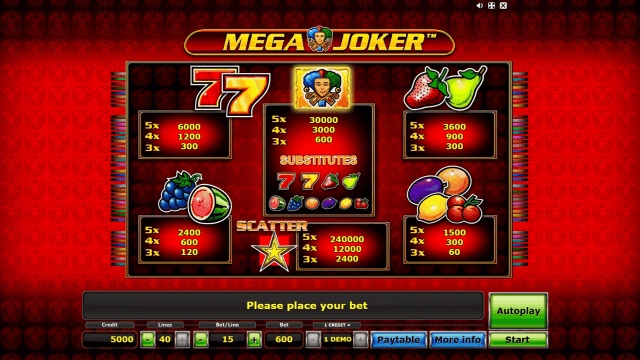 MEGA JOKER™
5x 6000
4x 1200
3x 300
5x 30000
4x 3000
3x 600
SUBSTITUTES
5x 3600
4x 900
3x 300
5x 2400
4x 600
3x 120
SCATTER
5x 240000
4x 12000
3x 2400
5x 1500
4x 300
3x 60
Please place your bet
Autoplay
Credit Lines Bet/Line Bet 1 CREDIT =
5000 - 40 + - 15 + 600 - 1 DEMO + Paytable More info Start